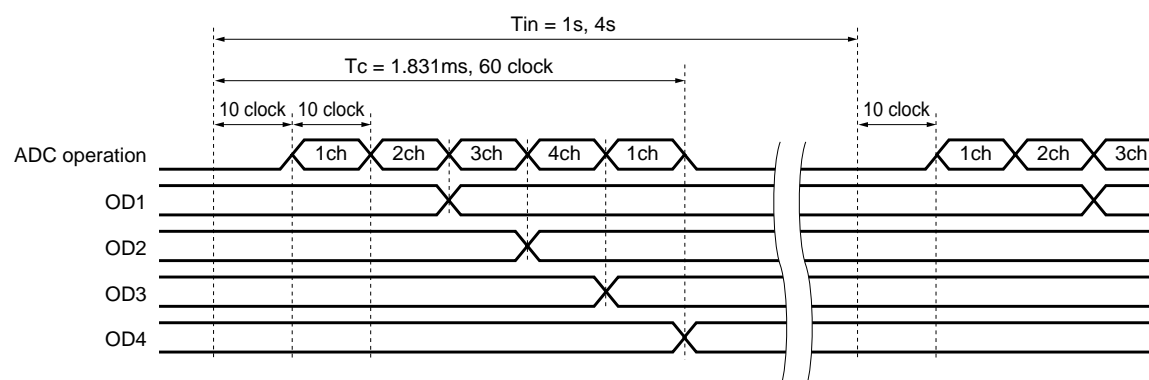 Tin = 1s, 4s
Tc = 1.831ms, 60 clock
10 clock 10 clock 10 clock
ADC operation 1ch 2ch 3ch 4ch 1ch 1ch 2ch 3ch
OD1
OD2
OD3
OD4